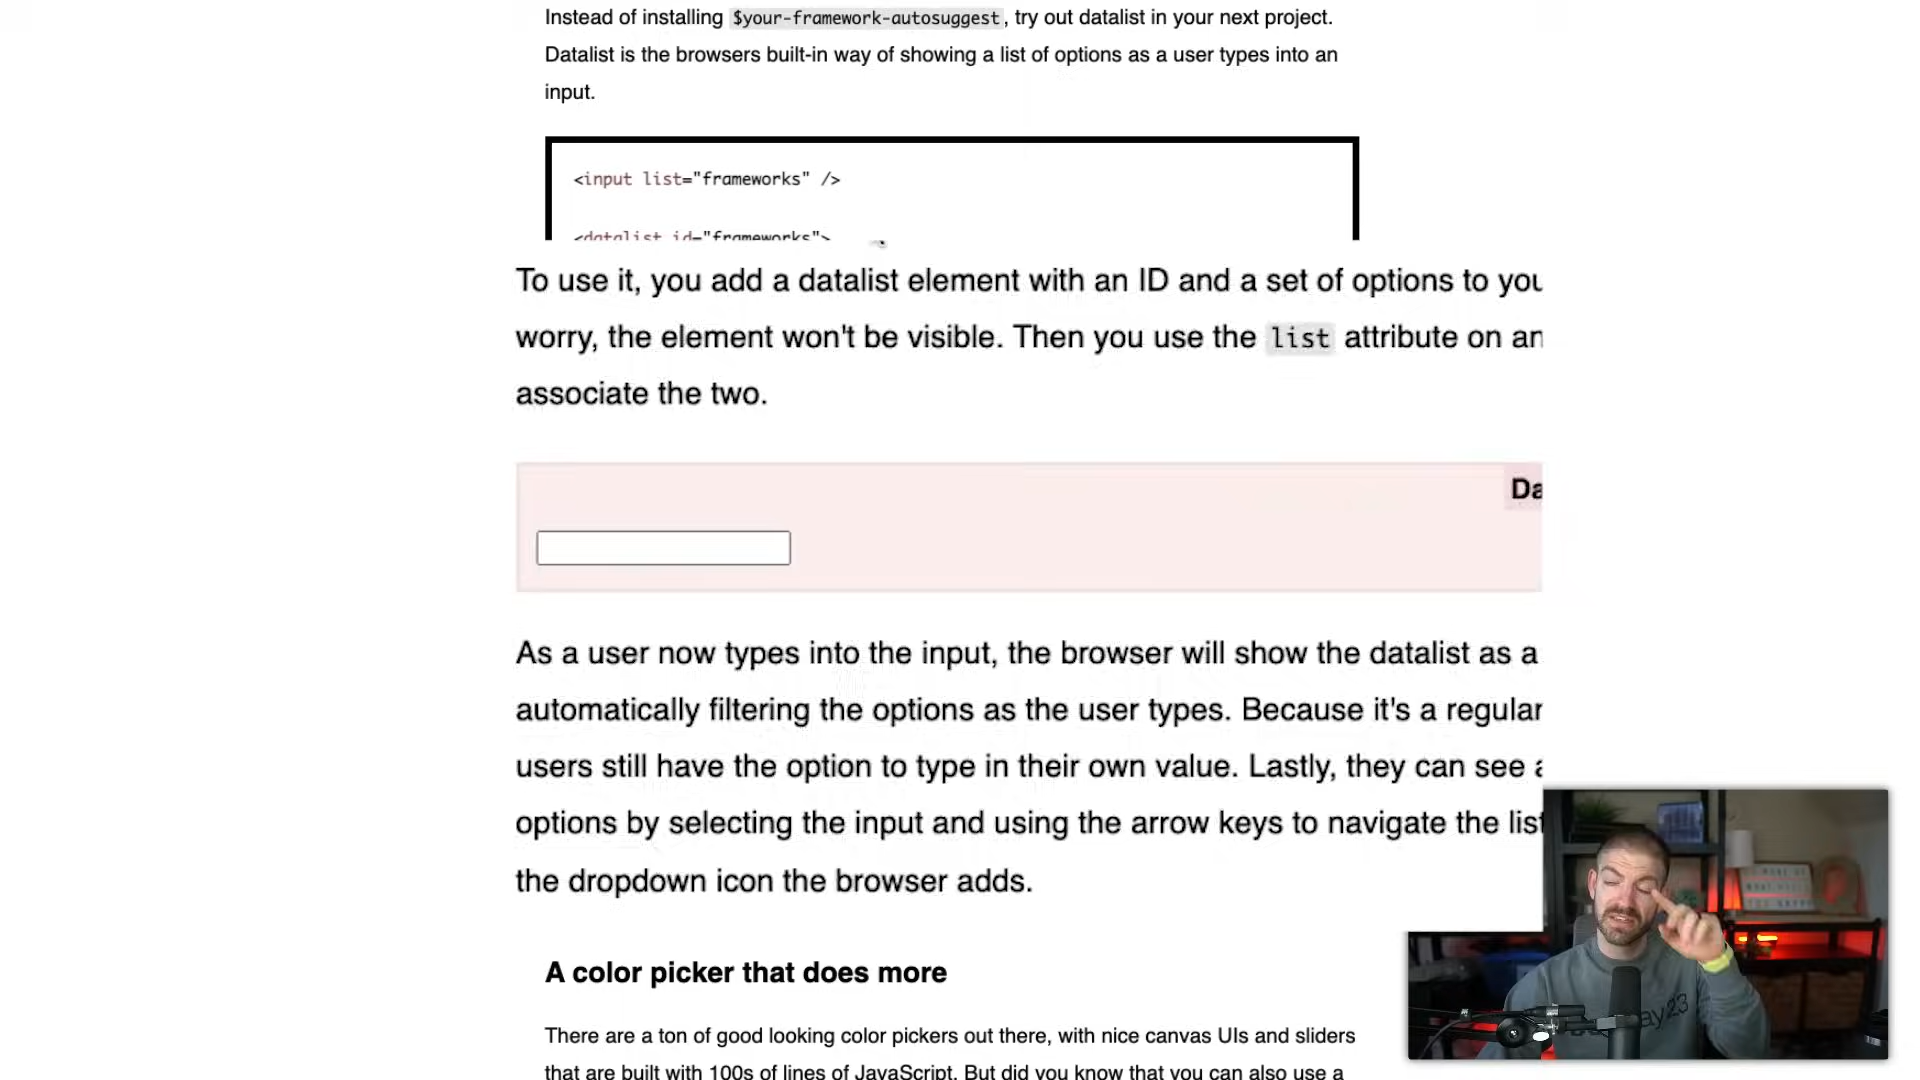 Instead of installing $your-framework-autosuggest, try out datalist in your next project.
Datalist is the browsers built-in way of showing a list of options as a user types into an
input.
<input list="frameworks" />
<datalist id="frameworks">
To use it, you add a datalist element with an ID and a set of options to you
worry, the element won't be visible. Then you use the list attribute on an
associate the two.
Da
As a user now types into the input, the browser will show the datalist as a
automatically filtering the options as the user types. Because it's a regular
users still have the option to type in their own value. Lastly, they can see a
options by selecting the input and using the arrow keys to navigate the list
the dropdown icon the browser adds.
A color picker that does more
There are a ton of good looking color pickers out there, with nice canvas UIs and sliders
that are built with 100s of lines of JavaScript. But did you know that you can also use a
ay23